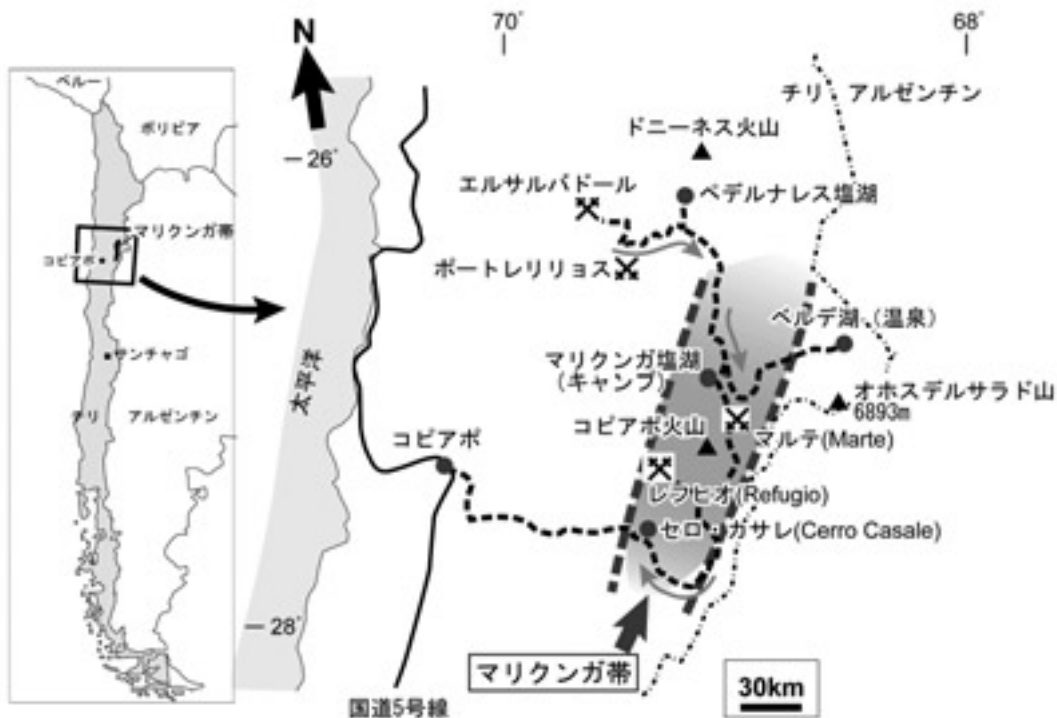 ペルー
ボリビア
マリクンガ帯
コピアポ
サンチャゴ
チリ
アルゼンチン
N
70°
68°
26°
28°
チリ
アルゼンチン
ドニーネス火山
エルサルバドール
ペデルナレス塩湖
ポートレリリョス
ベルデ湖（温泉）
マリクンガ塩湖
（キャンプ）
オホスデルサラド山
6893m
コピアポ火山
マルテ(Marte)
太平洋
コピアポ
レフヒオ(Refugio)
セロ・カサレ(Cerro Casale)
マリクンガ帯
国道5号線
30km